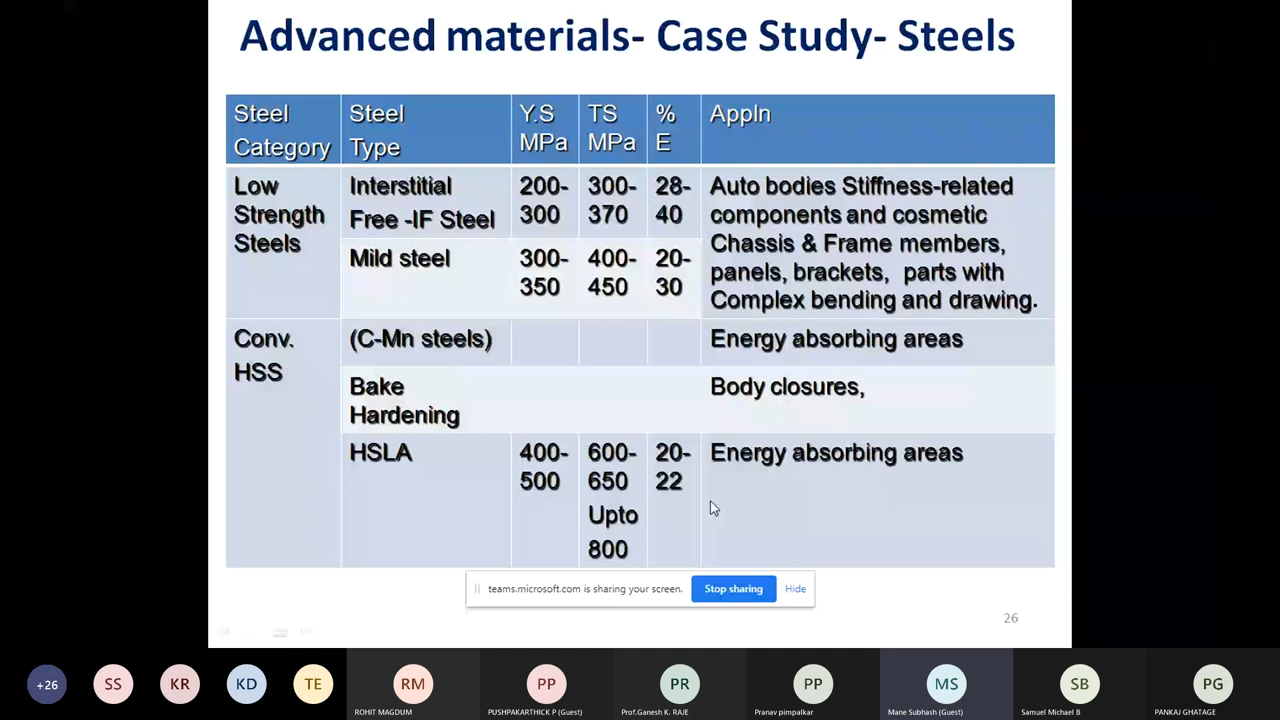 Advanced materials- Case Study- Steels
Steel Category
Steel Type
Y.S MPa
TS MPa
% E
Appln
Low Strength Steels
Interstitial Free -IF Steel
200-300
300-370
28-40
Auto bodies Stiffness-related
components and cosmetic
Chassis & Frame members,
panels, brackets, parts with
Complex bending and drawing.
Mild steel
300-350
400-450
20-30
Conv. HSS
(C-Mn steels)
Energy absorbing areas
Bake Hardening
Body closures,
HSLA
400-500
600-650
Upto 800
20-22
Energy absorbing areas
teams.microsoft.com is sharing your screen.
Stop sharing
Hide
26
+26
SS
KR
KD
TE
RM
ROHIT MAGDUM
PP
PUSHPAKARTHICK P (Guest)
PR
Prof.Ganesh K. RAJE
PP
Pranav pimpalkar
MS
Mane Subhash (Guest)
SB
Samuel Michael B
PG
PANKAJ GHATAGE